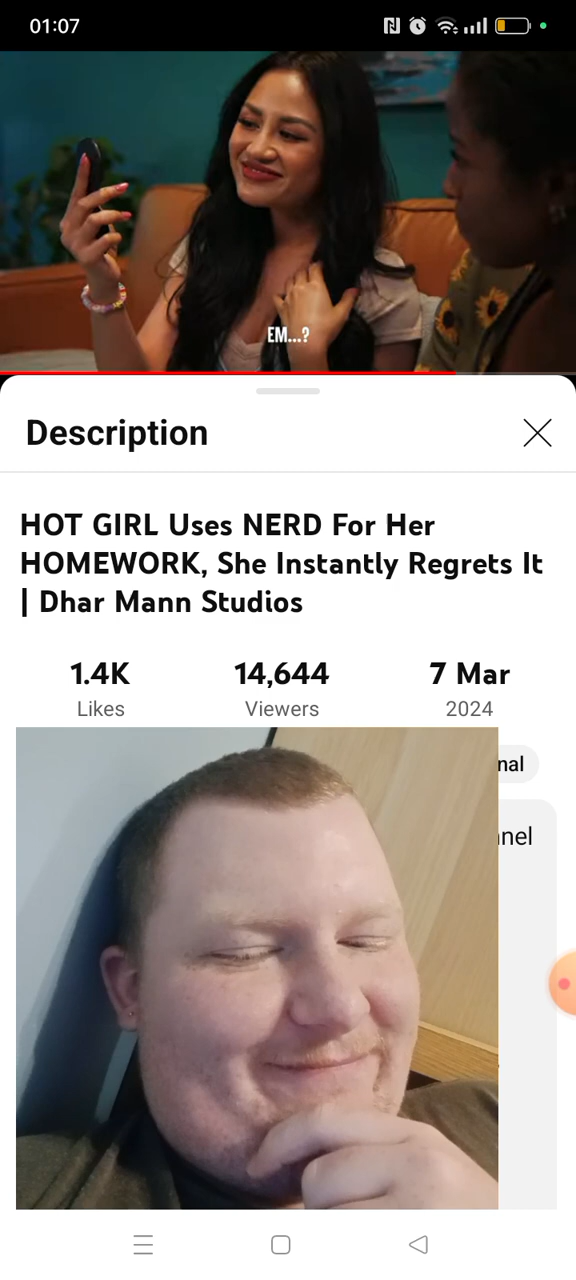 01:07
EM...?
Description
HOT GIRL Uses NERD For Her
HOMEWORK, She Instantly Regrets It
| Dhar Mann Studios
1.4K 14,644 7 Mar
Likes Viewers 2024
nal
nnel